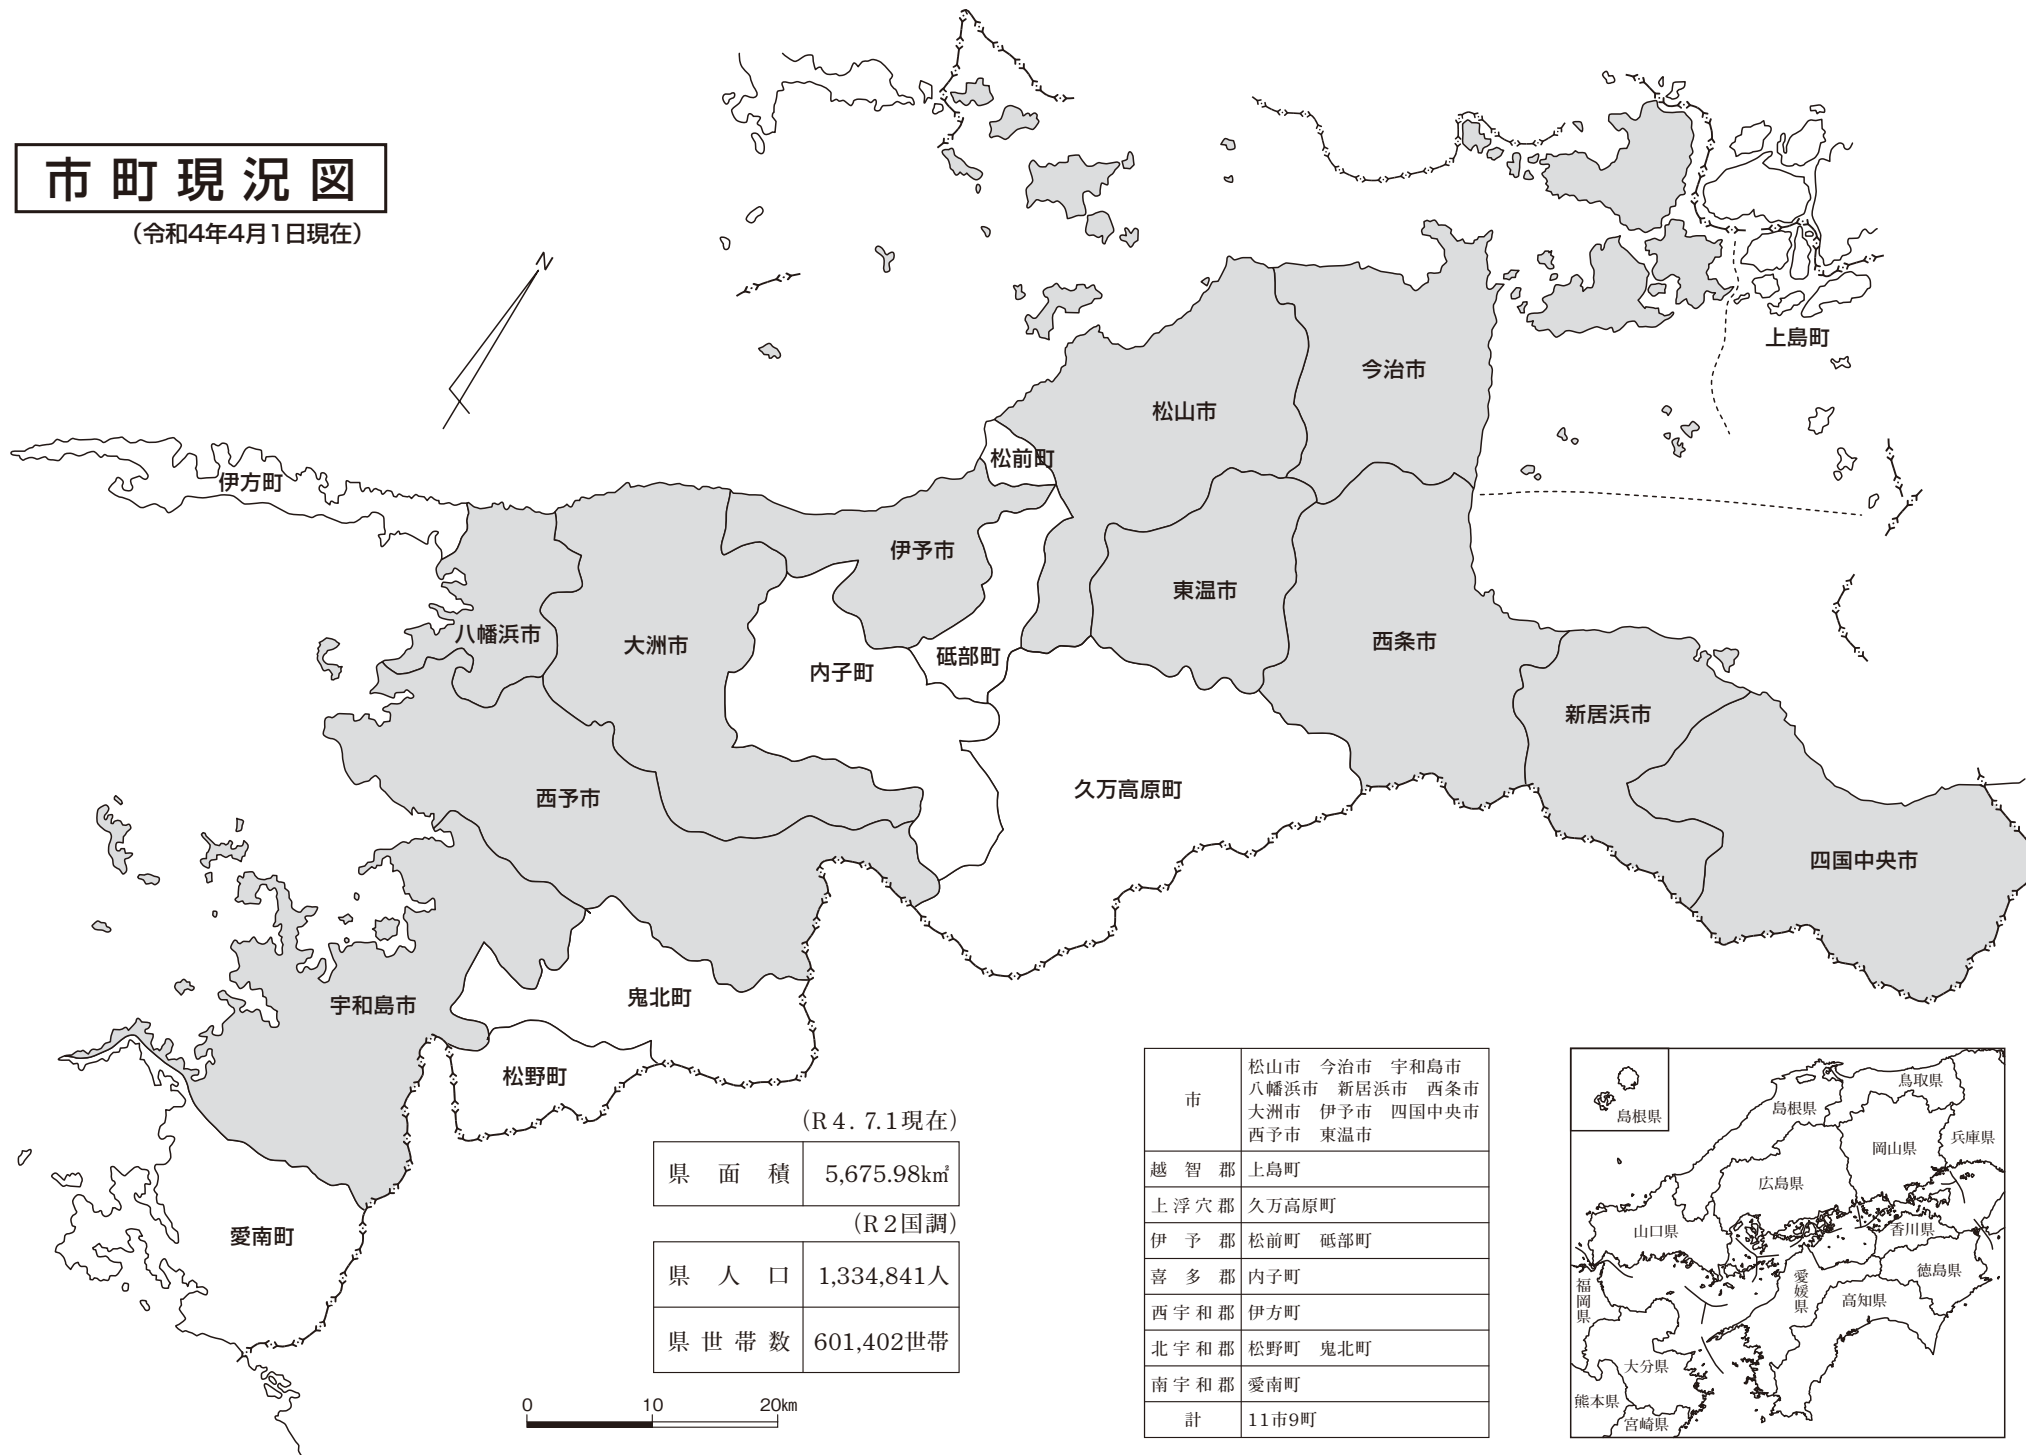 市町現況図
（令和4年4月1日現在）
N
上島町
今治市
松山市
松前町
伊方町
伊予市
東温市
八幡浜市
大洲市
西条市
砥部町
内子町
新居浜市
久万高原町
西予市
四国中央市
鬼北町
宇和島市
松野町
愛南町
(R4.7.1現在)
県面積 5,675.98k㎡
(R2国調)
県人口 1,334,841人
県世帯数 601,402世帯
0 10 20km
市 松山市 今治市 宇和島市
八幡浜市 新居浜市 西条市
大洲市 伊予市 四国中央市
西予市 東温市
越智郡 上島町
上浮穴郡 久万高原町
伊予郡 松前町 砥部町
喜多郡 内子町
西宇和郡 伊方町
北宇和郡 松野町 鬼北町
南宇和郡 愛南町
計 11市9町
島根県
鳥取県
島根県
兵庫県
岡山県
広島県
山口県
香川県
徳島県
愛媛県
高知県
福岡県
大分県
熊本県
宮崎県